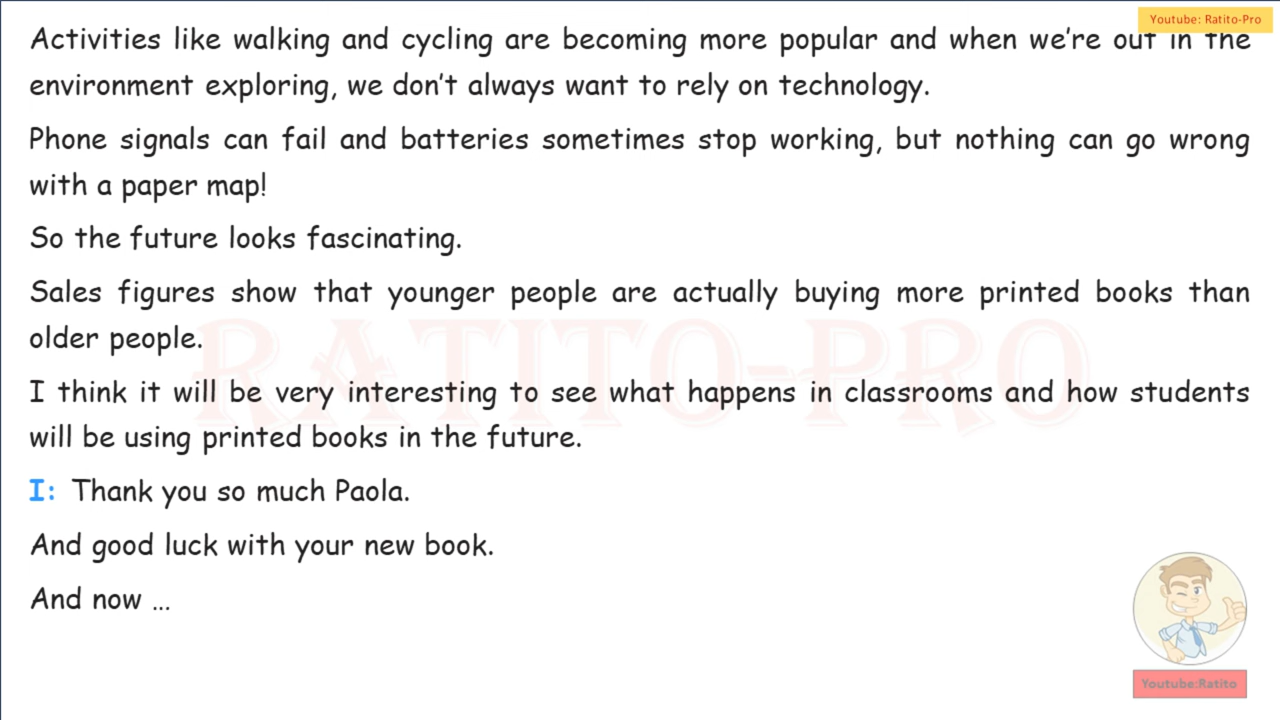 Youtube: Ratito-Pro
Activities like walking and cycling are becoming more popular and when we're out in the
environment exploring, we don't always want to rely on technology.
Phone signals can fail and batteries sometimes stop working, but nothing can go wrong
with a paper map!
So the future looks fascinating.
Sales figures show that younger people are actually buying more printed books than
older people.
RATITO-PRO
I think it will be very interesting to see what happens in classrooms and how students
will be using printed books in the future.
I: Thank you so much Paola.
And good luck with your new book.
And now ...
Youtube:Ratito